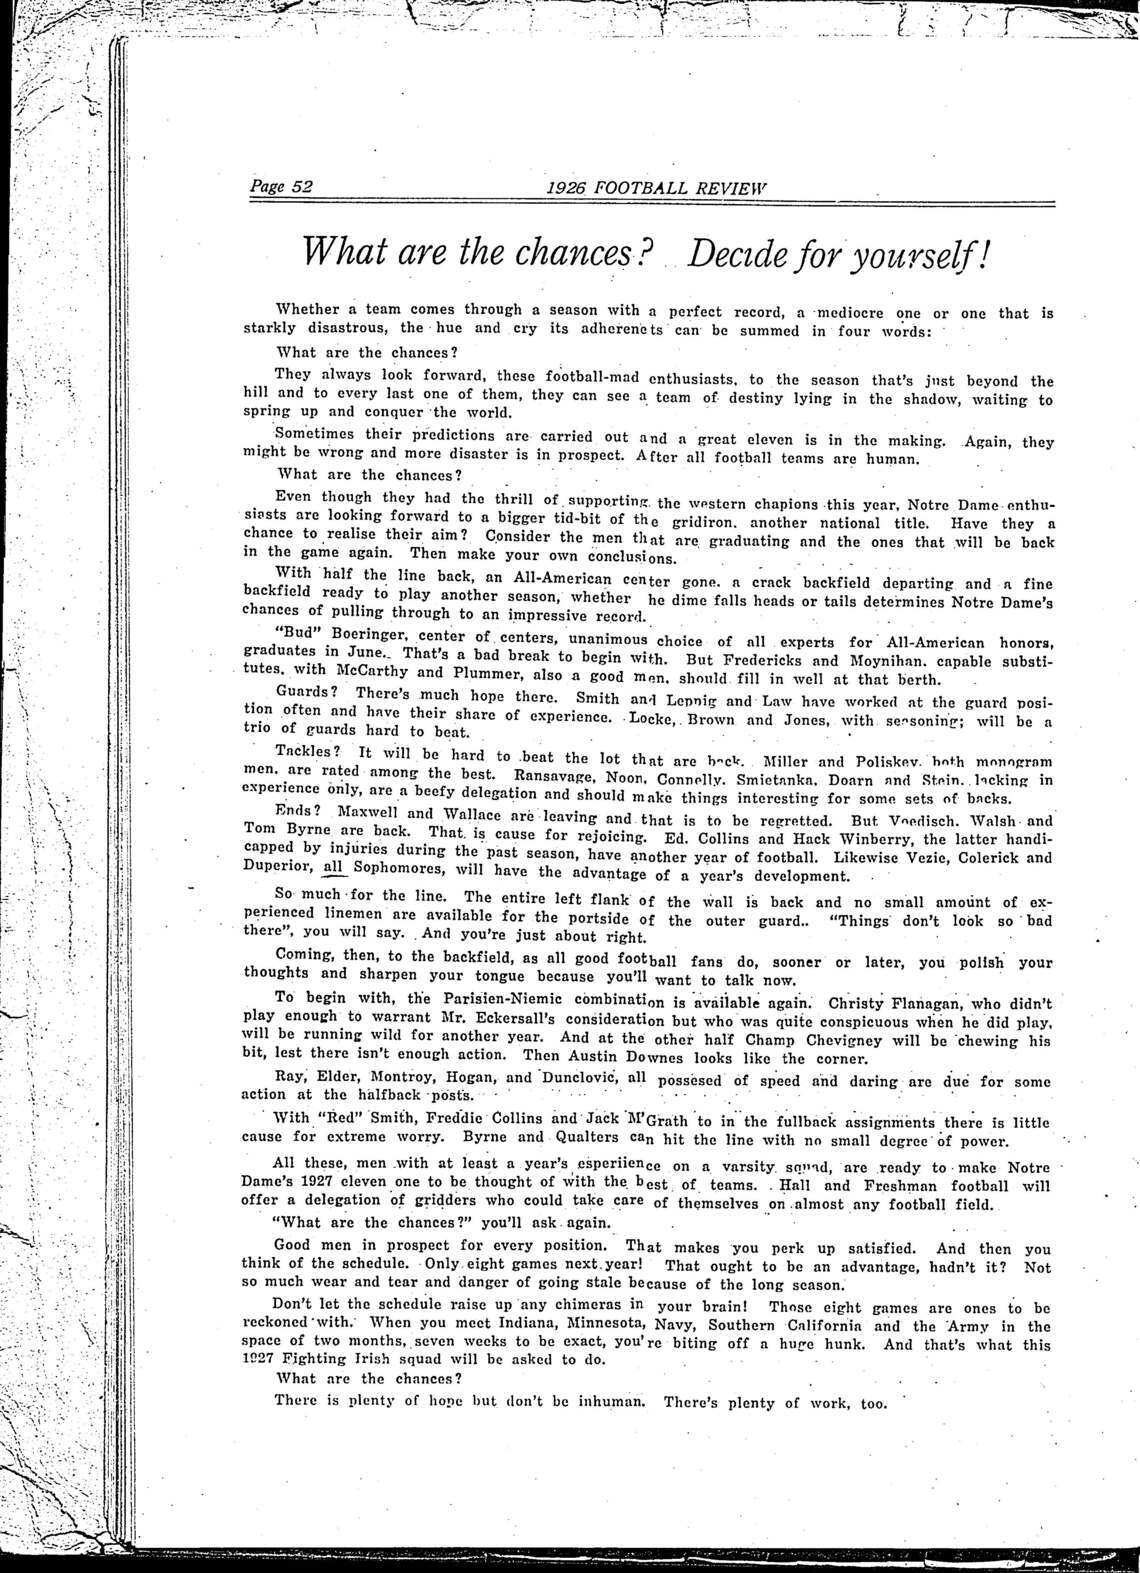 Page 52
1926 FOOTBALL REVIEW
What are the chances? Decide for yourself!
Whether a team comes through a season with a perfect record, a mediocre one or one that is
starkly disastrous, the hue and cry its adherenets can be summed in four words:
What are the chances?
They always look forward, these football-mad enthusiasts, to the season that's just beyond the
hill and to every last one of them, they can see a team of destiny lying in the shadow, waiting to
spring up and conquer the world.
Sometimes their predictions are carried out and a great eleven is in the making. Again, they
might be wrong and more disaster is in prospect. After all football teams are human.
What are the chances?
Even though they had the thrill of supporting the western chapions this year, Notre Dame enthu-
siasts are looking forward to a bigger tid-bit of the gridiron. another national title. Have they a
chance to realise their aim? Consider the men that are graduating and the ones that will be back
in the game again. Then make your own conclusions.
With half the line back, an All-American center gone. a crack backfield departing and a fine
backfield ready to play another season, whether he dime falls heads or tails determines Notre Dame's
chances of pulling through to an impressive record.
"Bud" Boeringer, center of centers, unanimous choice of all experts for All-American honors,
graduates in June. That's a bad break to begin with. But Fredericks and Moynihan. capable substi-
tutes. with McCarthy and Plummer, also a good men. should fill in well at that berth.
Guards? There's much hope there. Smith and Leppig and Law have worked at the guard posi-
tion often and have their share of experience. Locke, Brown and Jones, with seasoning; will be a
trio of guards hard to beat.
Tackles? It will be hard to beat the lot that are back. Miller and Poliskey. both monogram
men. are rated among the best. Ransavage, Noon, Connelly. Smietanka. Doarn and Stein. lacking in
experience only, are a beefy delegation and should make things interesting for some sets of backs.
Ends? Maxwell and Wallace are leaving and that is to be regretted. But Voedisch. Walsh and
Tom Byrne are back. That is cause for rejoicing. Ed. Collins and Hack Winberry, the latter handi-
capped by injuries during the past season, have another year of football. Likewise Vezie, Colerick and
Duperior, all Sophomores, will have the advantage of a year's development.
So much for the line. The entire left flank of the wall is back and no small amount of ex-
perienced linemen are available for the portside of the outer guard.. "Things don't look so bad
there", you will say. And you're just about right.
Coming, then, to the backfield, as all good football fans do, sooner or later, you polish your
thoughts and sharpen your tongue because you'll want to talk now.
To begin with, the Parisien-Niemic combination is available again. Christy Flanagan, who didn't
play enough to warrant Mr. Eckersall's consideration but who was quite conspicuous when he did play,
will be running wild for another year. And at the other half Champ Chevigney will be chewing his
bit, lest there isn't enough action. Then Austin Downes looks like the corner.
Ray, Elder, Montroy, Hogan, and Dunclovic, all possesed of speed and daring are due for some
action at the halfback posts.
With "Red" Smith, Freddie Collins and Jack M'Grath to in the fullback assignments there is little
cause for extreme worry. Byrne and Qualters can hit the line with no small degree of power.
All these, men with at least a year's esperiience on a varsity squad, are ready to make Notre
Dame's 1927 eleven one to be thought of with the best of teams. Hall and Freshman football will
offer a delegation of gridders who could take care of themselves on almost any football field.
"What are the chances?" you'll ask again.
Good men in prospect for every position. That makes you perk up satisfied. And then you
think of the schedule. Only eight games next year! That ought to be an advantage, hadn't it? Not
so much wear and tear and danger of going stale because of the long season.
Don't let the schedule raise up any chimeras in your brain! Those eight games are ones to be
reckoned with. When you meet Indiana, Minnesota, Navy, Southern California and the Army in the
space of two months, seven weeks to be exact, you're biting off a huge hunk. And that's what this
1927 Fighting Irish squad will be asked to do.
What are the chances?
There is plenty of hope but don't be inhuman. There's plenty of work, too.